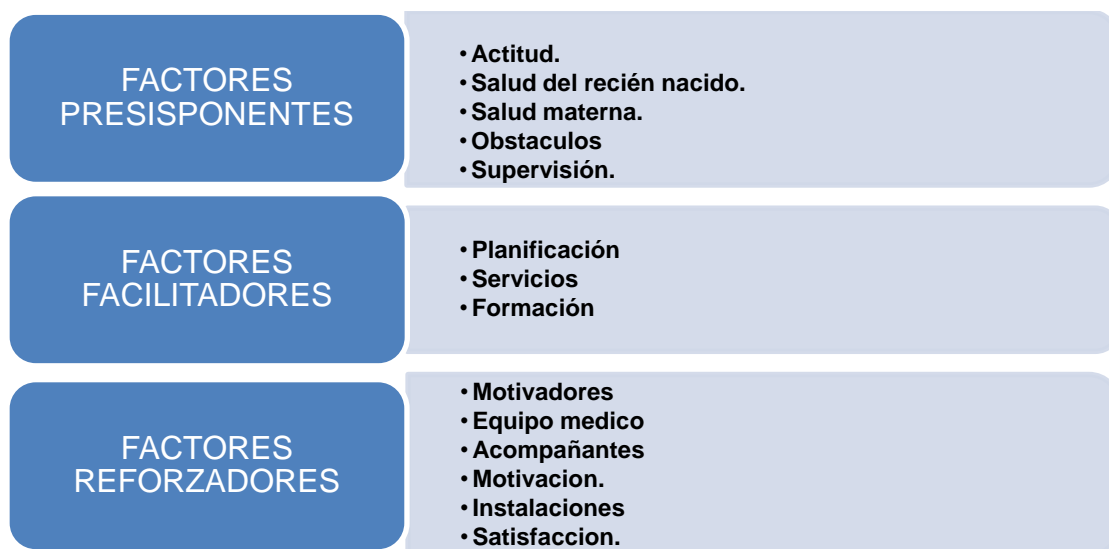 FACTORES
PRESISPONENTES
• Actitud.
• Salud del recién nacido.
• Salud materna.
• Obstaculos
• Supervisión.
FACTORES
FACILITADORES
• Planificación
• Servicios
• Formación
FACTORES
REFORZADORES
• Motivadores
• Equipo medico
• Acompañantes
• Motivacion.
• Instalaciones
• Satisfaccion.